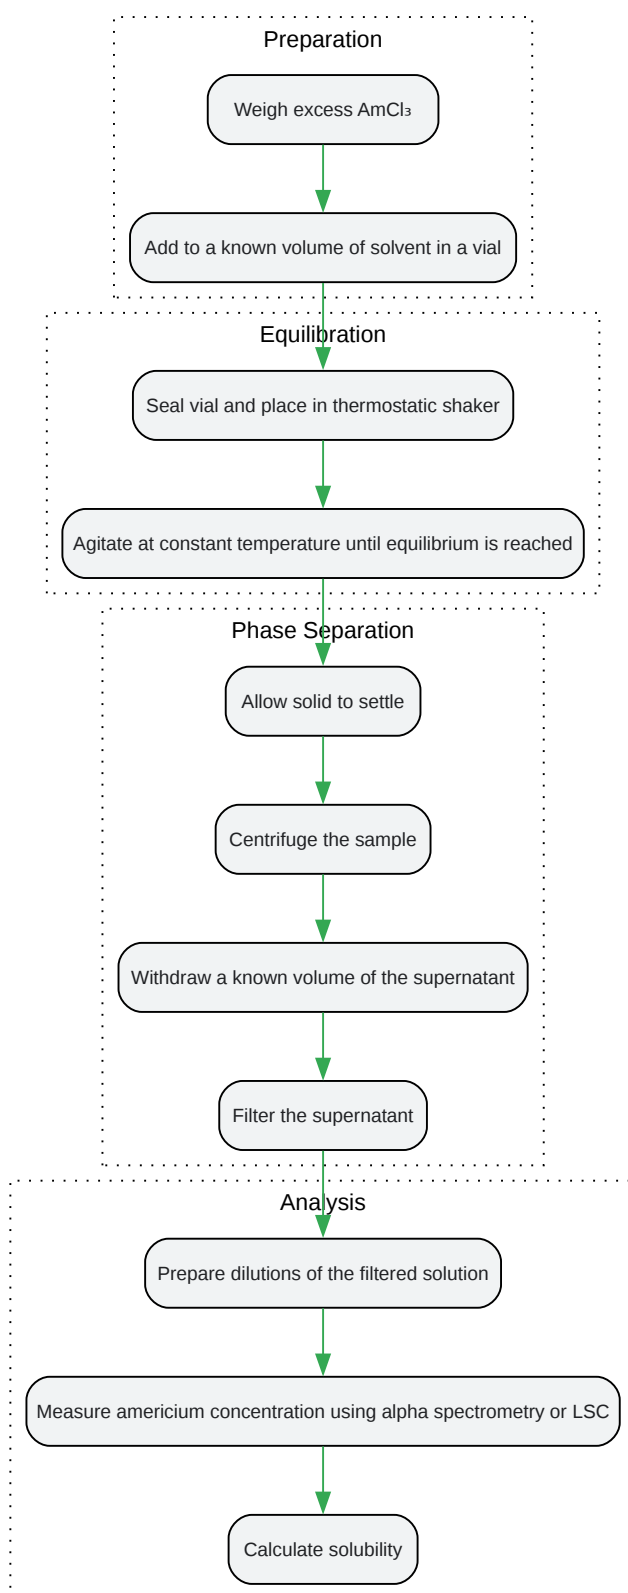 Preparation
Weigh excess AmCl₃
Add to a known volume of solvent in a vial
Equilibration
Seal vial and place in thermostatic shaker
Agitate at constant temperature until equilibrium is reached
Phase Separation
Allow solid to settle
Centrifuge the sample
Withdraw a known volume of the supernatant
Filter the supernatant
Analysis
Prepare dilutions of the filtered solution
Measure americium concentration using alpha spectrometry or LSC
Calculate solubility